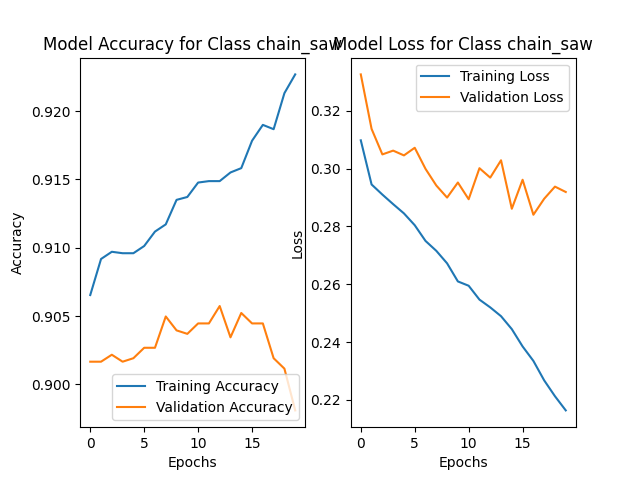 Model Accuracy for Class chain_saw
Model Loss for Class chain_saw
0.920
0.915
0.910
0.905
0.900
Accuracy
Training Accuracy
Validation Accuracy
0
5
10
15
Epochs
0.32
0.30
0.28
0.26
0.24
0.22
Loss
Training Loss
Validation Loss
0
5
10
15
Epochs